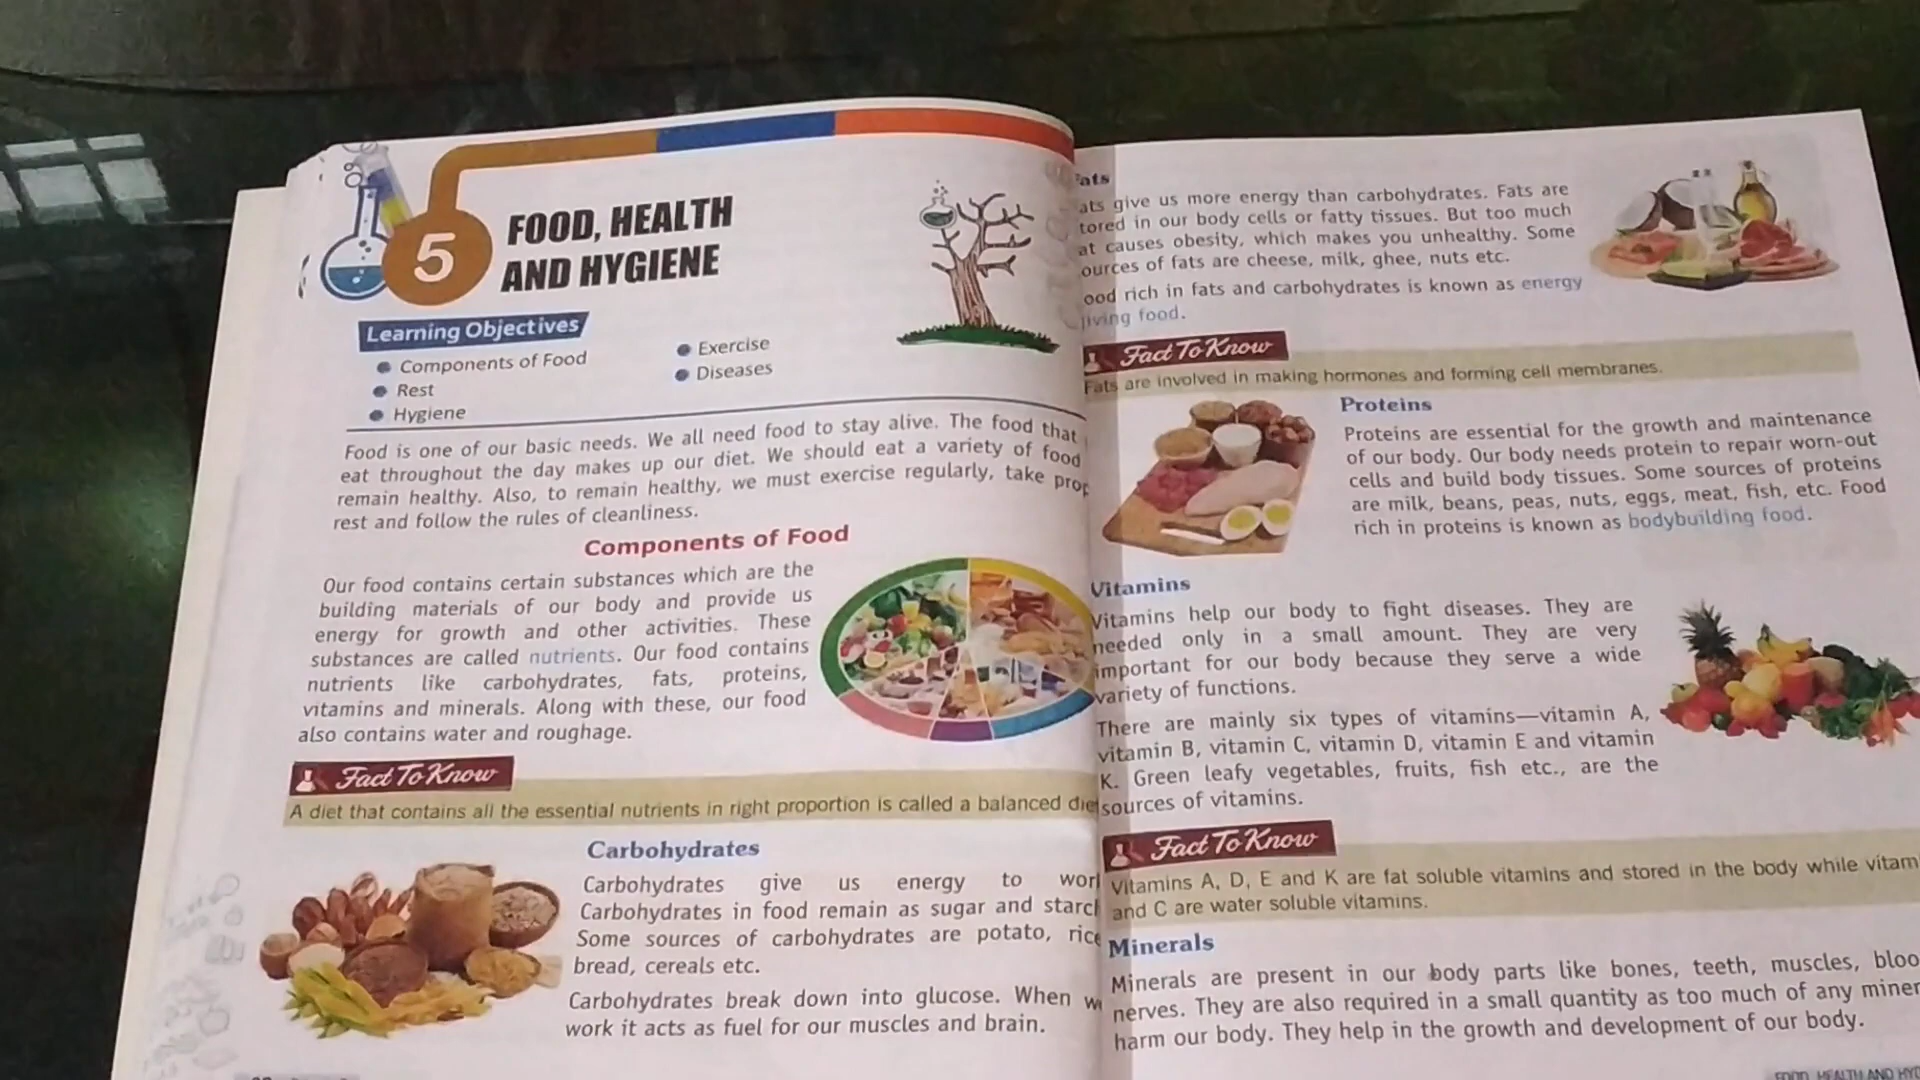 5
FOOD, HEALTH
AND HYGIENE
Learning Objectives
Components of Food
Rest
Hygiene
Exercise
Diseases
Food is one of our basic needs. We all need food to stay alive. The food that
eat throughout the day makes up our diet. We should eat a variety of food
remain healthy. Also, to remain healthy, we must exercise regularly, take prop
rest and follow the rules of cleanliness.
Components of Food
Our food contains certain substances which are the
building materials of our body and provide us
energy for growth and other activities. These
substances are called nutrients. Our food contains
nutrients like carbohydrates, fats, proteins,
vitamins and minerals. Along with these, our food
also contains water and roughage.
Fact To Know
A diet that contains all the essential nutrients in right proportion is called a balanced die
Carbohydrates
Carbohydrates give us energy to worl
Carbohydrates in food remain as sugar and starch
Some sources of carbohydrates are potato, rice
bread, cereals etc.
Carbohydrates break down into glucose. When w
work it acts as fuel for our muscles and brain.
ats
ats give us more energy than carbohydrates. Fats are
tored in our body cells or fatty tissues. But too much
at causes obesity, which makes you unhealthy. Some
ources of fats are cheese, milk, ghee, nuts etc.
ood rich in fats and carbohydrates is known as energy
iving food.
Fact To Know
Fats are involved in making hormones and forming cell membranes.
Proteins
Proteins are essential for the growth and maintenance
of our body. Our body needs protein to repair worn-out
cells and build body tissues. Some sources of proteins
are milk, beans, peas, nuts, eggs, meat, fish, etc. Food
rich in proteins is known as bodybuilding food.
Vitamins
Vitamins help our body to fight diseases. They are
needed only in a small amount. They are very
important for our body because they serve a wide
variety of functions.
There are mainly six types of vitamins—vitamin A,
vitamin B, vitamin C, vitamin D, vitamin E and vitamin
K. Green leafy vegetables, fruits, fish etc., are the
sources of vitamins.
Fact To Know
Vitamins A, D, E and K are fat soluble vitamins and stored in the body while vitam
and C are water soluble vitamins.
Minerals
Minerals are present in our body parts like bones, teeth, muscles, bloo
nerves. They are also required in a small quantity as too much of any miner
harm our body. They help in the growth and development of our body.
FOOD, HEALTH AND HYG